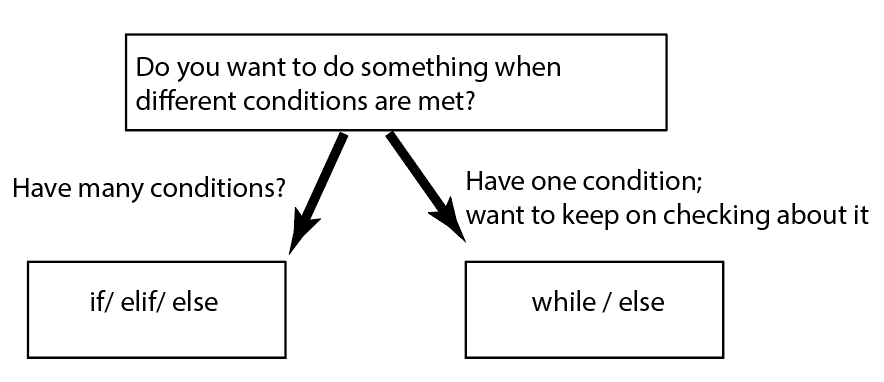 Do you want to do something when
different conditions are met?
Have many conditions?
Have one condition;
want to keep on checking about it
if/ elif/ else
while / else